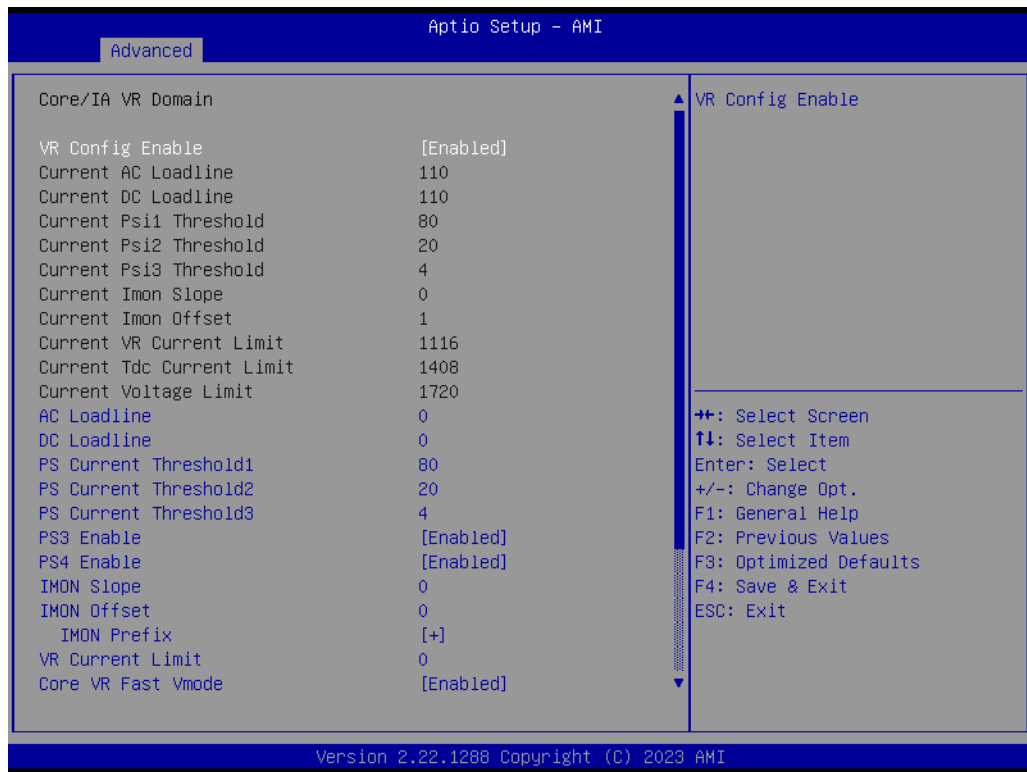 Aptio Setup – AMI
Advanced
Core/IA VR Domain
VR Config Enable [Enabled]
Current AC Loadline 110
Current DC Loadline 110
Current Psi1 Threshold 80
Current Psi2 Threshold 20
Current Psi3 Threshold 4
Current Imon Slope 0
Current Imon Offset 1
Current VR Current Limit 1116
Current Tdc Current Limit 1408
Current Voltage Limit 1720
AC Loadline 0
DC Loadline 0
PS Current Threshold1 80
PS Current Threshold2 20
PS Current Threshold3 4
PS3 Enable [Enabled]
PS4 Enable [Enabled]
IMON Slope 0
IMON Offset 0
IMON Prefix [+]
VR Current Limit 0
Core VR Fast Vmode [Enabled]
VR Config Enable
→←: Select Screen
↑↓: Select Item
Enter: Select
+/-: Change Opt.
F1: General Help
F2: Previous Values
F3: Optimized Defaults
F4: Save & Exit
ESC: Exit
Version 2.22.1288 Copyright (C) 2023 AMI